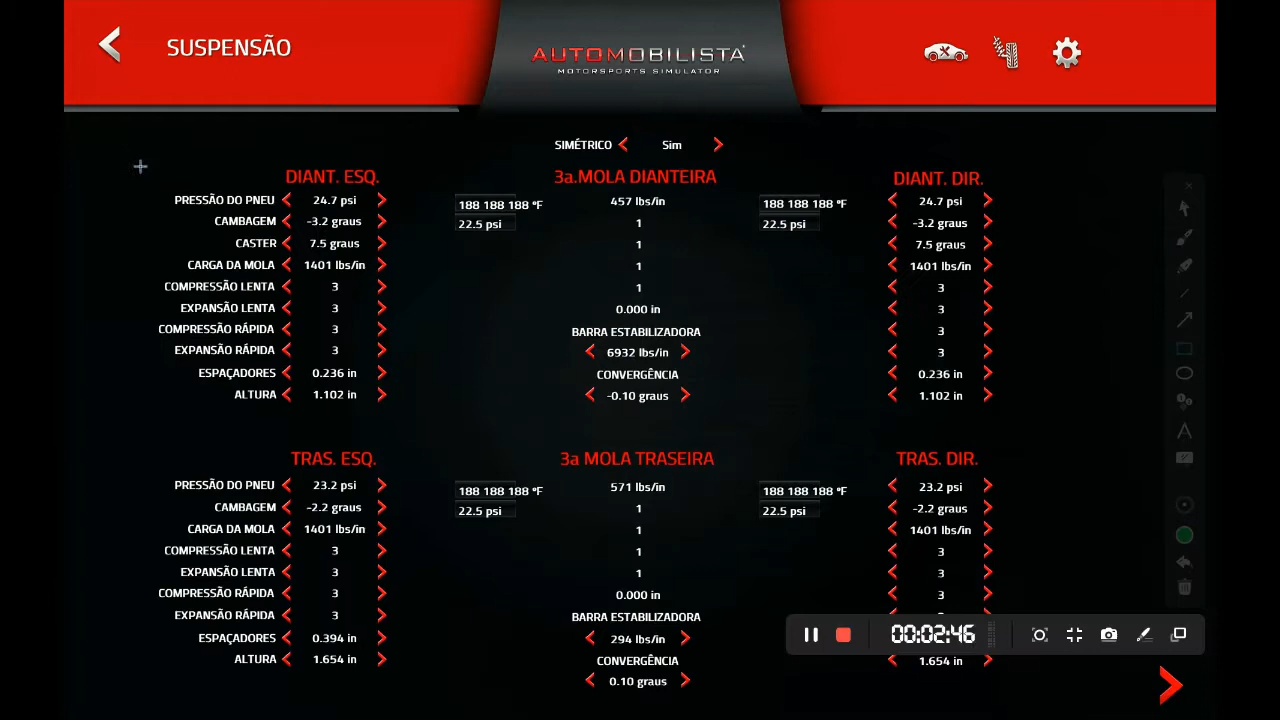 SUSPENSÃO
AUTOMOBILISTA
MOTORSPORTS SIMULATOR
SIMÉTRICO Sim
DIANT. ESQ. 3a.MOLA DIANTEIRA DIANT. DIR.
PRESSÃO DO PNEU 24.7 psi 188 188 188 °F 457 lbs/in 188 188 188 °F 24.7 psi
CAMBAGEM -3.2 graus 22.5 psi 1 22.5 psi -3.2 graus
CASTER 7.5 graus 1 7.5 graus
CARGA DA MOLA 1401 lbs/in 1 1401 lbs/in
COMPRESSÃO LENTA 3 1 3
EXPANSÃO LENTA 3 0.000 in 3
COMPRESSÃO RÁPIDA 3 BARRA ESTABILIZADORA 3
EXPANSÃO RÁPIDA 3 6932 lbs/in 3
ESPAÇADORES 0.236 in CONVERGÊNCIA 0.236 in
ALTURA 1.102 in -0.10 graus 1.102 in
TRAS. ESQ. 3a MOLA TRASEIRA TRAS. DIR.
PRESSÃO DO PNEU 23.2 psi 188 188 188 °F 571 lbs/in 188 188 188 °F 23.2 psi
CAMBAGEM -2.2 graus 22.5 psi 1 22.5 psi -2.2 graus
CARGA DA MOLA 1401 lbs/in 1 1401 lbs/in
COMPRESSÃO LENTA 3 1 3
EXPANSÃO LENTA 3 1 3
COMPRESSÃO RÁPIDA 3 0.000 in 3
EXPANSÃO RÁPIDA 3 BARRA ESTABILIZADORA
ESPAÇADORES 0.394 in 294 lbs/in 00:02:46
ALTURA 1.654 in CONVERGÊNCIA 1.654 in
0.10 graus